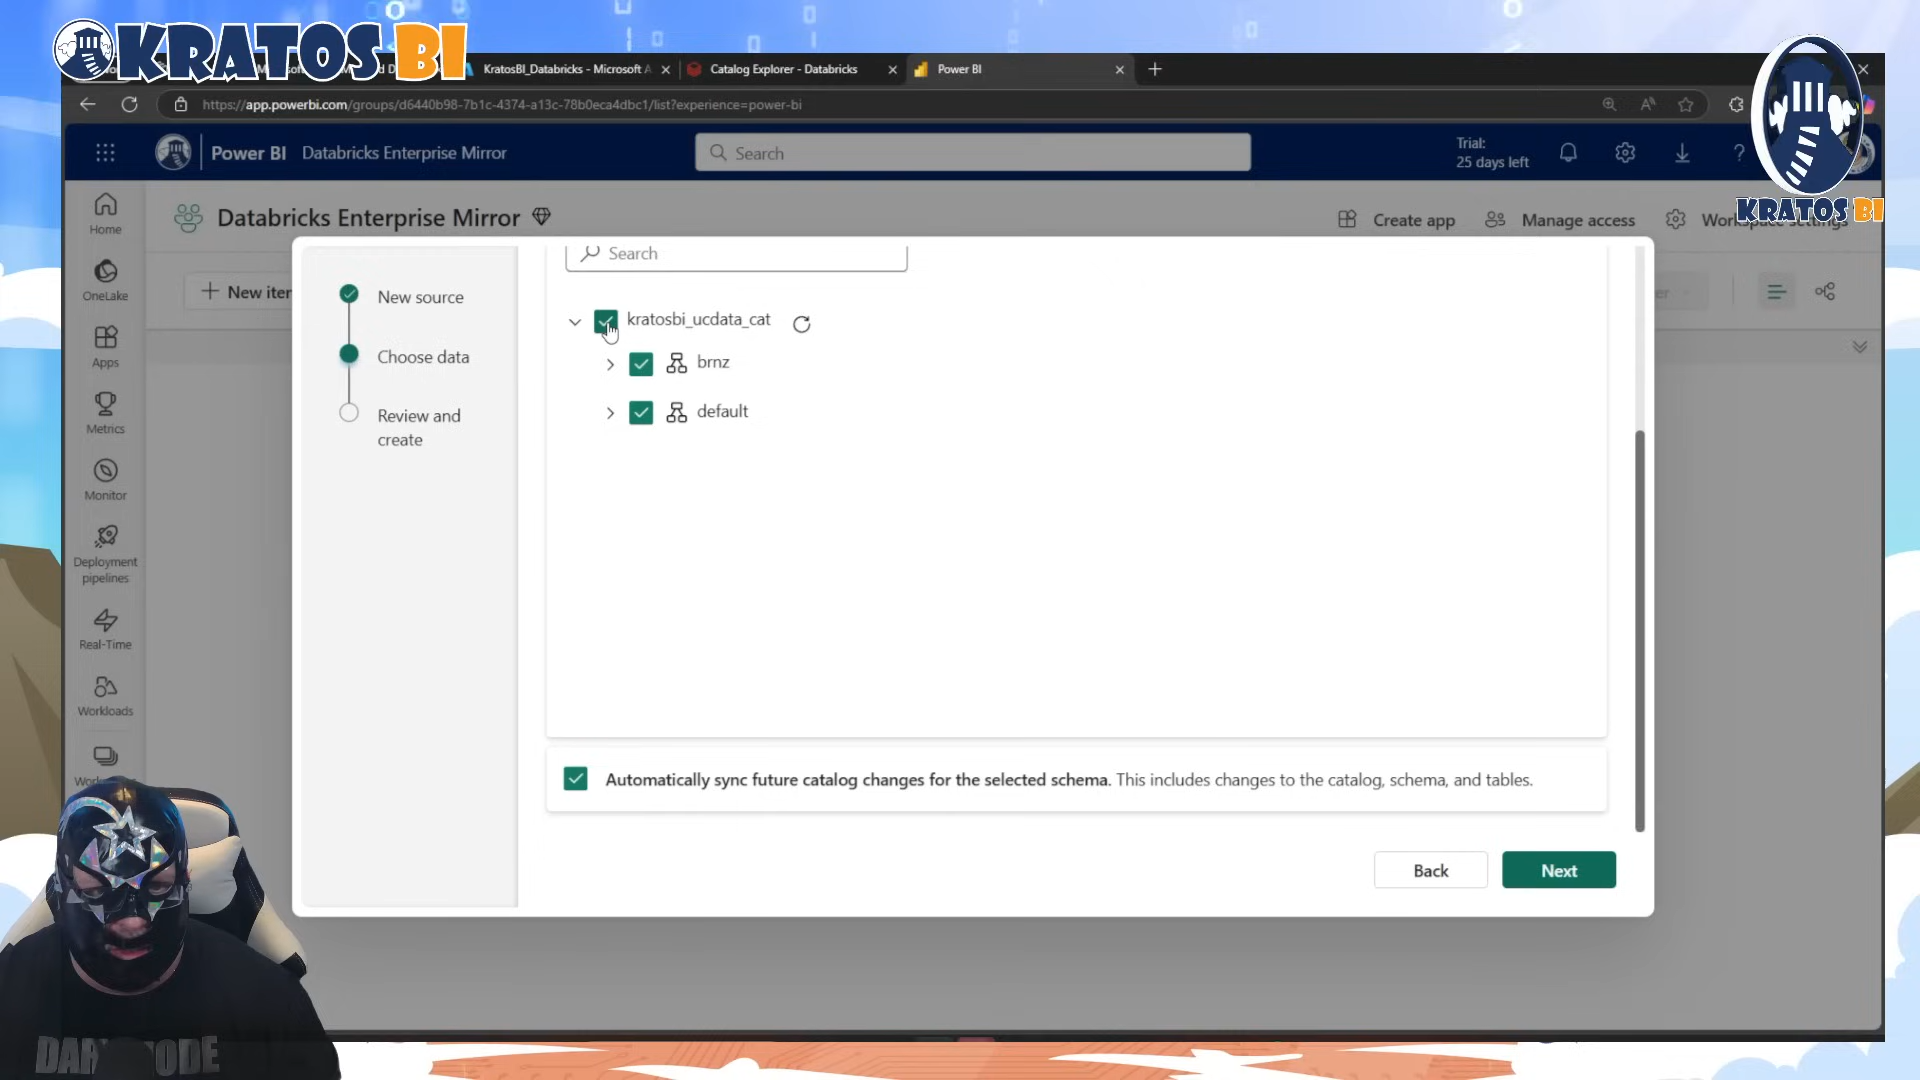 KRATOS BI
KratosBI_Databricks - Microsoft A
Catalog Explorer - Databricks
Power BI
https://app.powerbi.com/groups/d6440b98-7b1c-4374-a13c-78b0eca4dbc1/list?experience=power-bi
Power BI
Databricks Enterprise Mirror
Search
Trial:
25 days left
KRATOS BI
Home
OneLake
Apps
Metrics
Monitor
Deployment
pipelines
Real-Time
Workloads
Databricks Enterprise Mirror
Create app
Manage access
Workspace settings
New item
New source
Choose data
Review and
create
Search
kratosbi_ucdata_cat
brnz
default
Automatically sync future catalog changes for the selected schema. This includes changes to the catalog, schema, and tables.
Back
Next